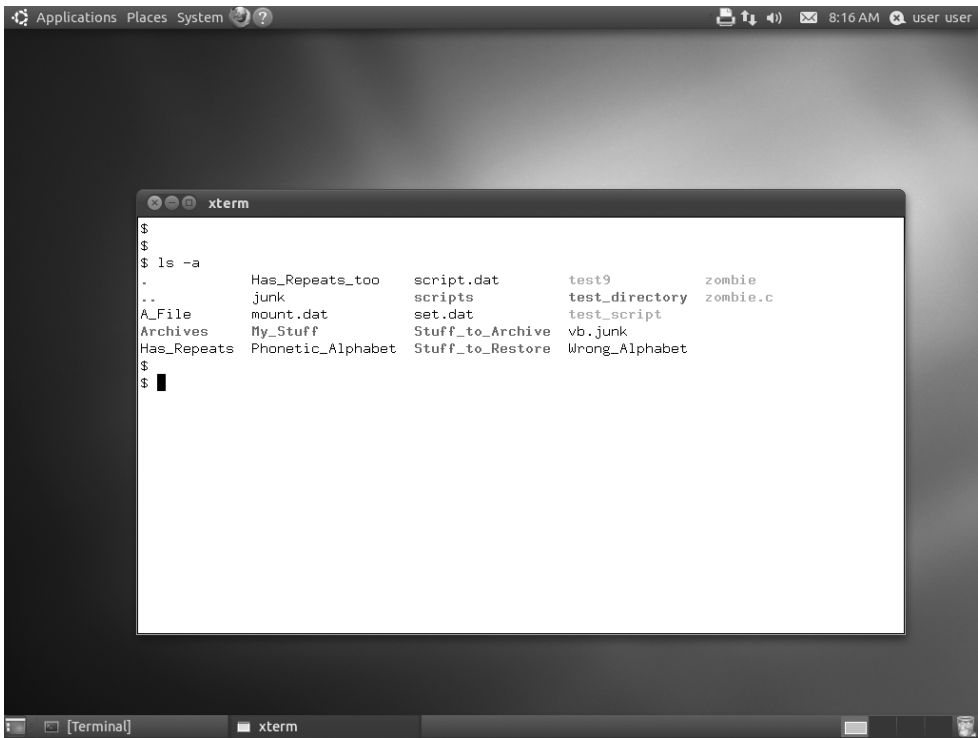 Applications Places System ? 8:16 AM user user
xterm
$
$
$ ls -a
. Has_Repeats_too script.dat test9 zombie
.. junk scripts test_directory zombie.c
A_File mount.dat set.dat test_script
Archives My_Stuff Stuff_to_Archive vb.junk
Has_Repeats Phonetic_Alphabet Stuff_to_Restore Wrong_Alphabet
$
$
[Terminal] xterm